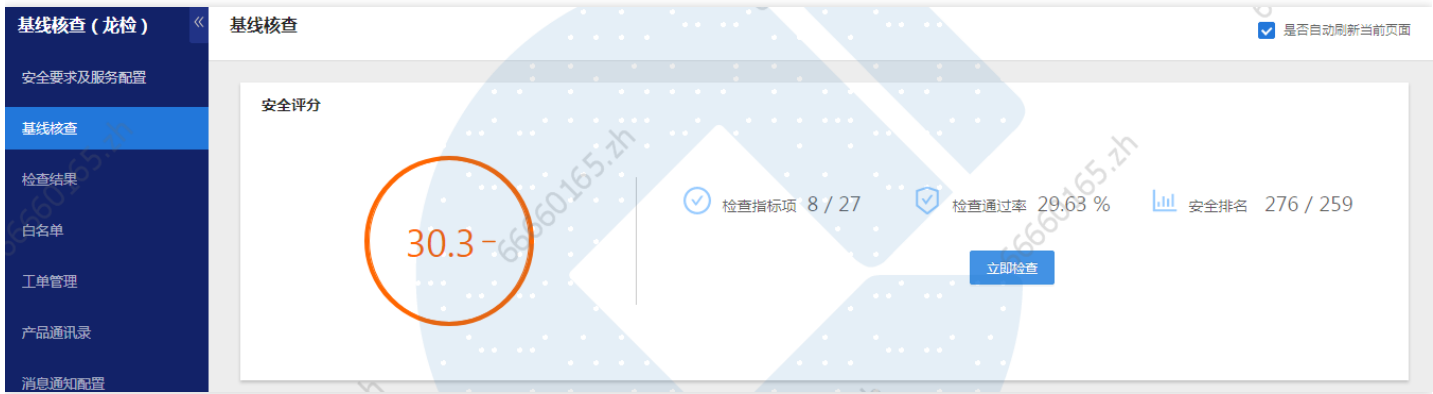 基线核查（龙检）
«
基线核查
是否自动刷新当前页面
安全要求及服务配置
基线核查
检查结果
白名单
工单管理
产品通讯录
消息通知配置
安全评分
30.3 –
检查指标项 8 / 27
检查通过率 29.63 %
安全排名 276 / 259
立即检查
66660165.zh
66660165.zh
66660165.zh